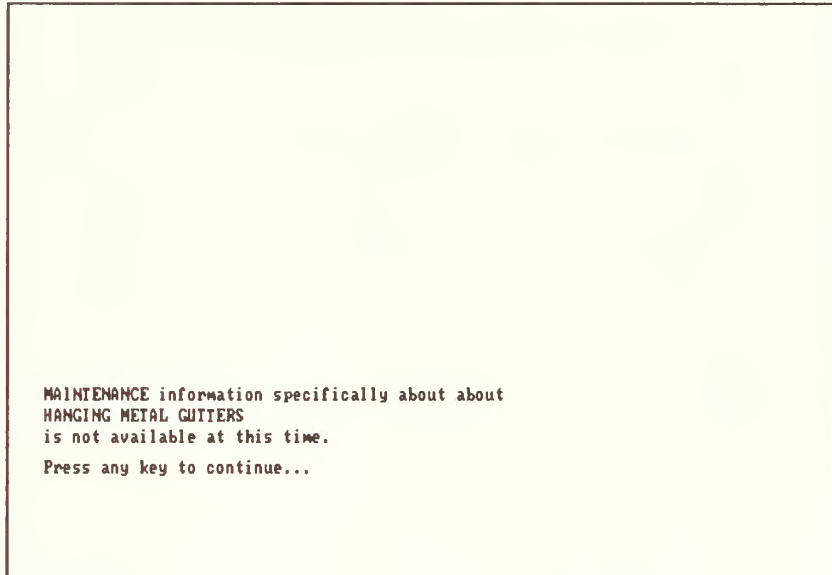 MAINTENANCE information specifically about about
HANGING METAL GUTTERS
is not available at this time.
Press any key to continue...